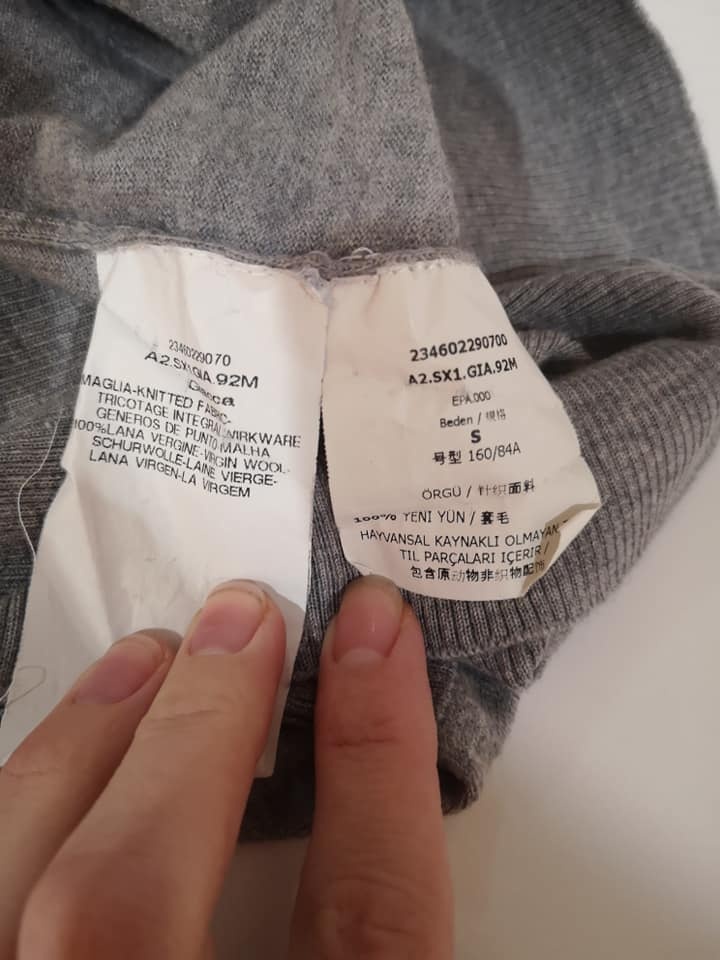 23460229070
A2.SX1.GIA.92M
Giacca
MAGLIA-KNITTED FABRIC-
TRICOTAGE INTEGRAL-WIRKWARE
GENEROS DE PUNTO MALHA
100%LANA VERGINE-VIRGIN WOOL-
SCHURWOLLE-LAINE VIERGE-
LANA VIRGEN-LA VIRGEM
234602290700
A2.SX1.GIA.92M
EPA.000
Beden / 规格
S
号型 160/84A
ÖRGÜ / 针织面料
100% YENİ YÜN / 套毛
HAYVANSAL KAYNAKLI OLMAYAN
TIL PARÇALARI İÇERİR /
包含原动物非织物配饰